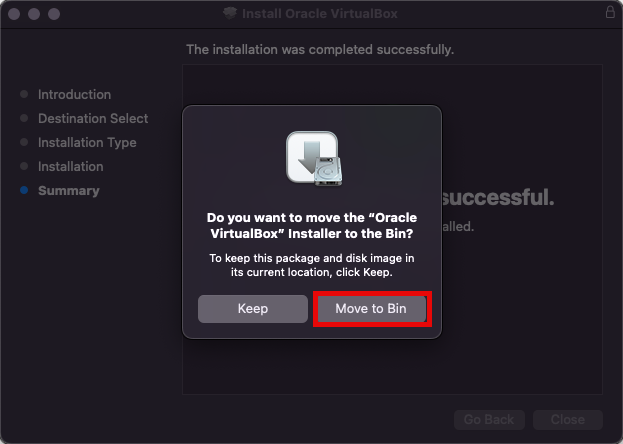 Install Oracle VirtualBox
The installation was completed successfully.
Introduction
Destination Select
Installation Type
Installation
Summary
successful.
Do you want to move the “Oracle
VirtualBox” Installer to the Bin?
To keep this package and disk image in
its current location, click Keep.
Keep
Move to Bin
Go Back
Close